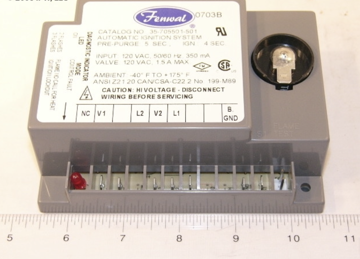 Fenwal
0703B
CATALOG NO. 35-725601-501
AUTOMATIC IGNITION SYSTEM
PRE-PURGE 5 SEC., IGN. 4 SEC
INPUT: 120 VAC 50/60 HZ 350 mA
VALVE: 120 VAC 1.5 A MAX
AMBIENT -40° F TO +175° F
ANSI Z21.20 CAN/CSA-C22.2 No. 199-M89
CAUTION: HI VOLTAGE - DISCONNECT
WIRING BEFORE SERVICING
DIAGNOSTIC INDICATOR
LED
NC V1 L2 V2 L1 S.
GND
5 6 7 8 9 10 11